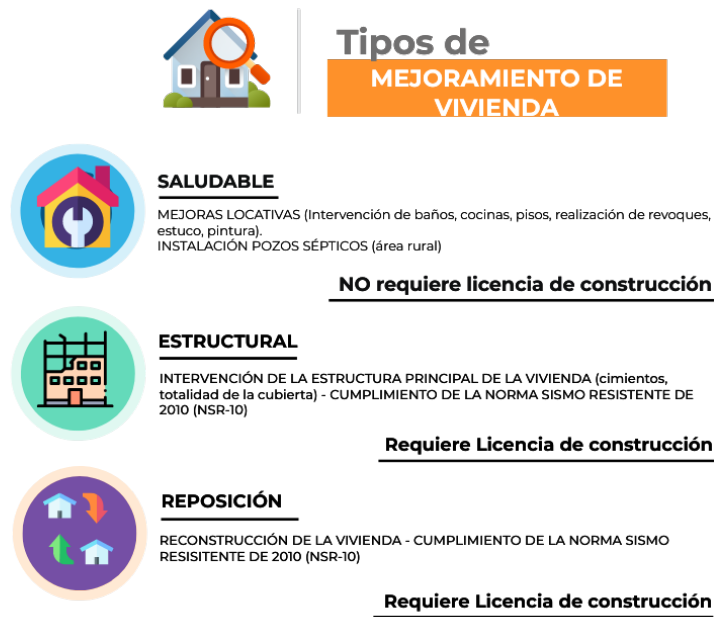 Tipos de
MEJORAMIENTO DE
VIVIENDA
SALUDABLE
MEJORAS LOCATIVAS (Intervención de baños, cocinas, pisos, realización de revoques,
estuco, pintura).
INSTALACIÓN POZOS SÉPTICOS (área rural)
NO requiere licencia de construcción
ESTRUCTURAL
INTERVENCIÓN DE LA ESTRUCTURA PRINCIPAL DE LA VIVIENDA (cimientos,
totalidad de la cubierta) - CUMPLIMIENTO DE LA NORMA SISMO RESISTENTE DE
2010 (NSR-10)
Requiere Licencia de construcción
REPOSICIÓN
RECONSTRUCCIÓN DE LA VIVIENDA - CUMPLIMIENTO DE LA NORMA SISMO
RESISITENTE DE 2010 (NSR-10)
Requiere Licencia de construcción